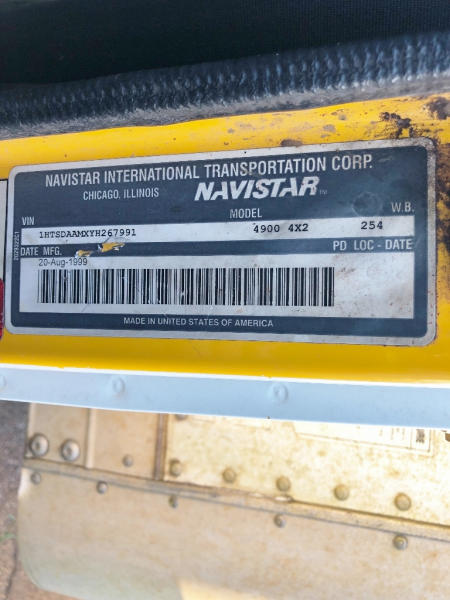 NAVISTAR INTERNATIONAL TRANSPORTATION CORP.
CHICAGO, ILLINOIS NAVISTAR™
VIN MODEL W.B.
1HTSDAAMXYH267991 4900 4X2 254
DATE MFG. PD LOC - DATE
20-Aug-1999
MADE IN UNITED STATES OF AMERICA